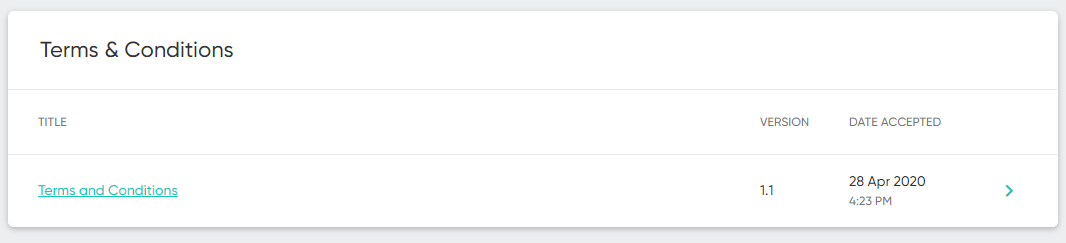 Terms & Conditions
TITLE VERSION DATE ACCEPTED
Terms and Conditions 1.1 28 Apr 2020
4:23 PM